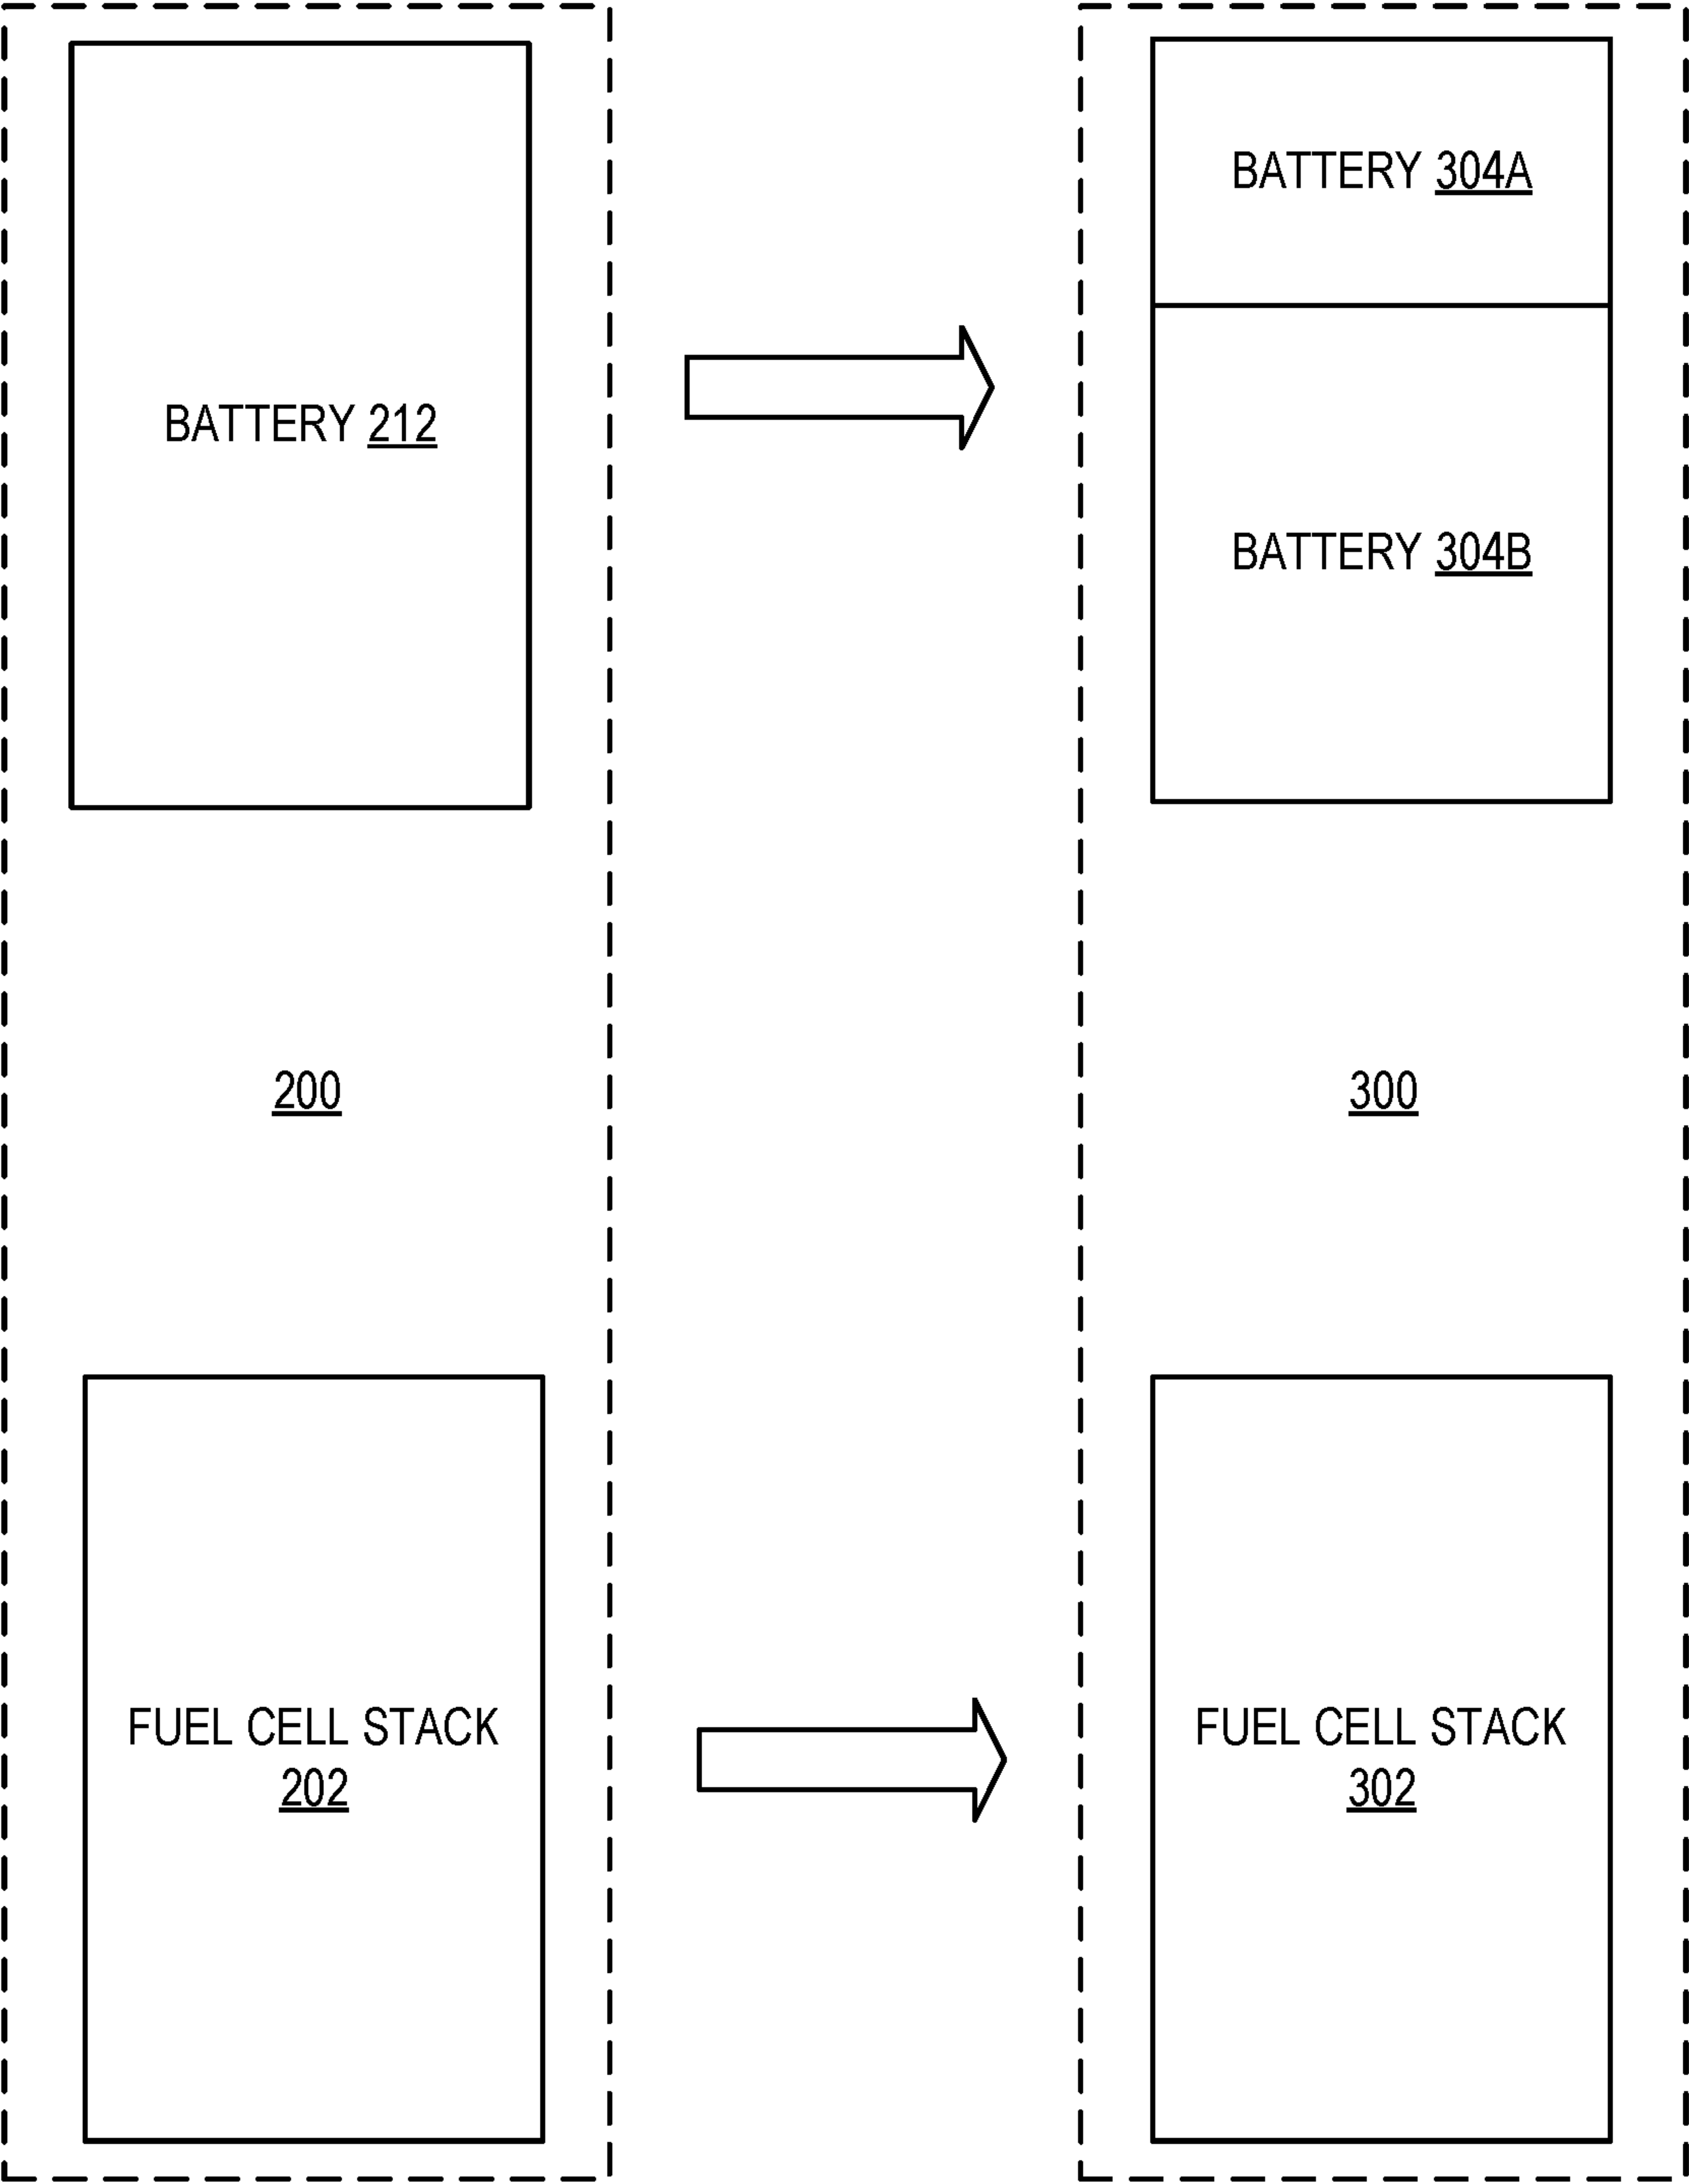 BATTERY 212
200
FUEL CELL STACK
202
BATTERY 304A
BATTERY 304B
300
FUEL CELL STACK
302